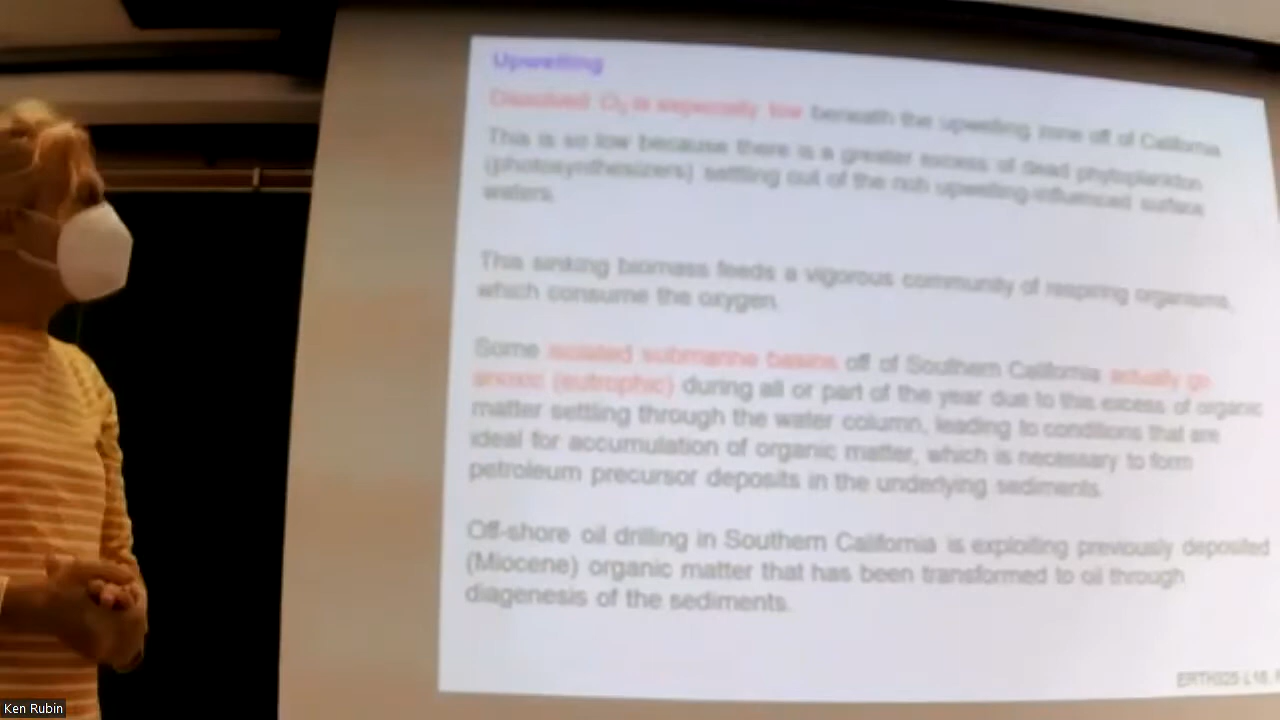 Upwelling
Dissolved O2 is especially low beneath the upwelling zone off of California.
This is so low because there is a greater excess of dead phytoplankton
(photosynthesizers) settling out of the rich upwelling-influenced surface
waters.
This sinking biomass feeds a vigorous community of respiring organisms,
which consume the oxygen.
Some isolated submarine basins off of Southern California actually go
anoxic (eutrophic) during all or part of the year due to this excess of organic
matter settling through the water column, leading to conditions that are
ideal for accumulation of organic matter, which is necessary to form
petroleum precursor deposits in the underlying sediments.
Off-shore oil drilling in Southern California is exploiting previously deposited
(Miocene) organic matter that has been transformed to oil through
diagenesis of the sediments.
ERTH325 L16,
Ken Rubin